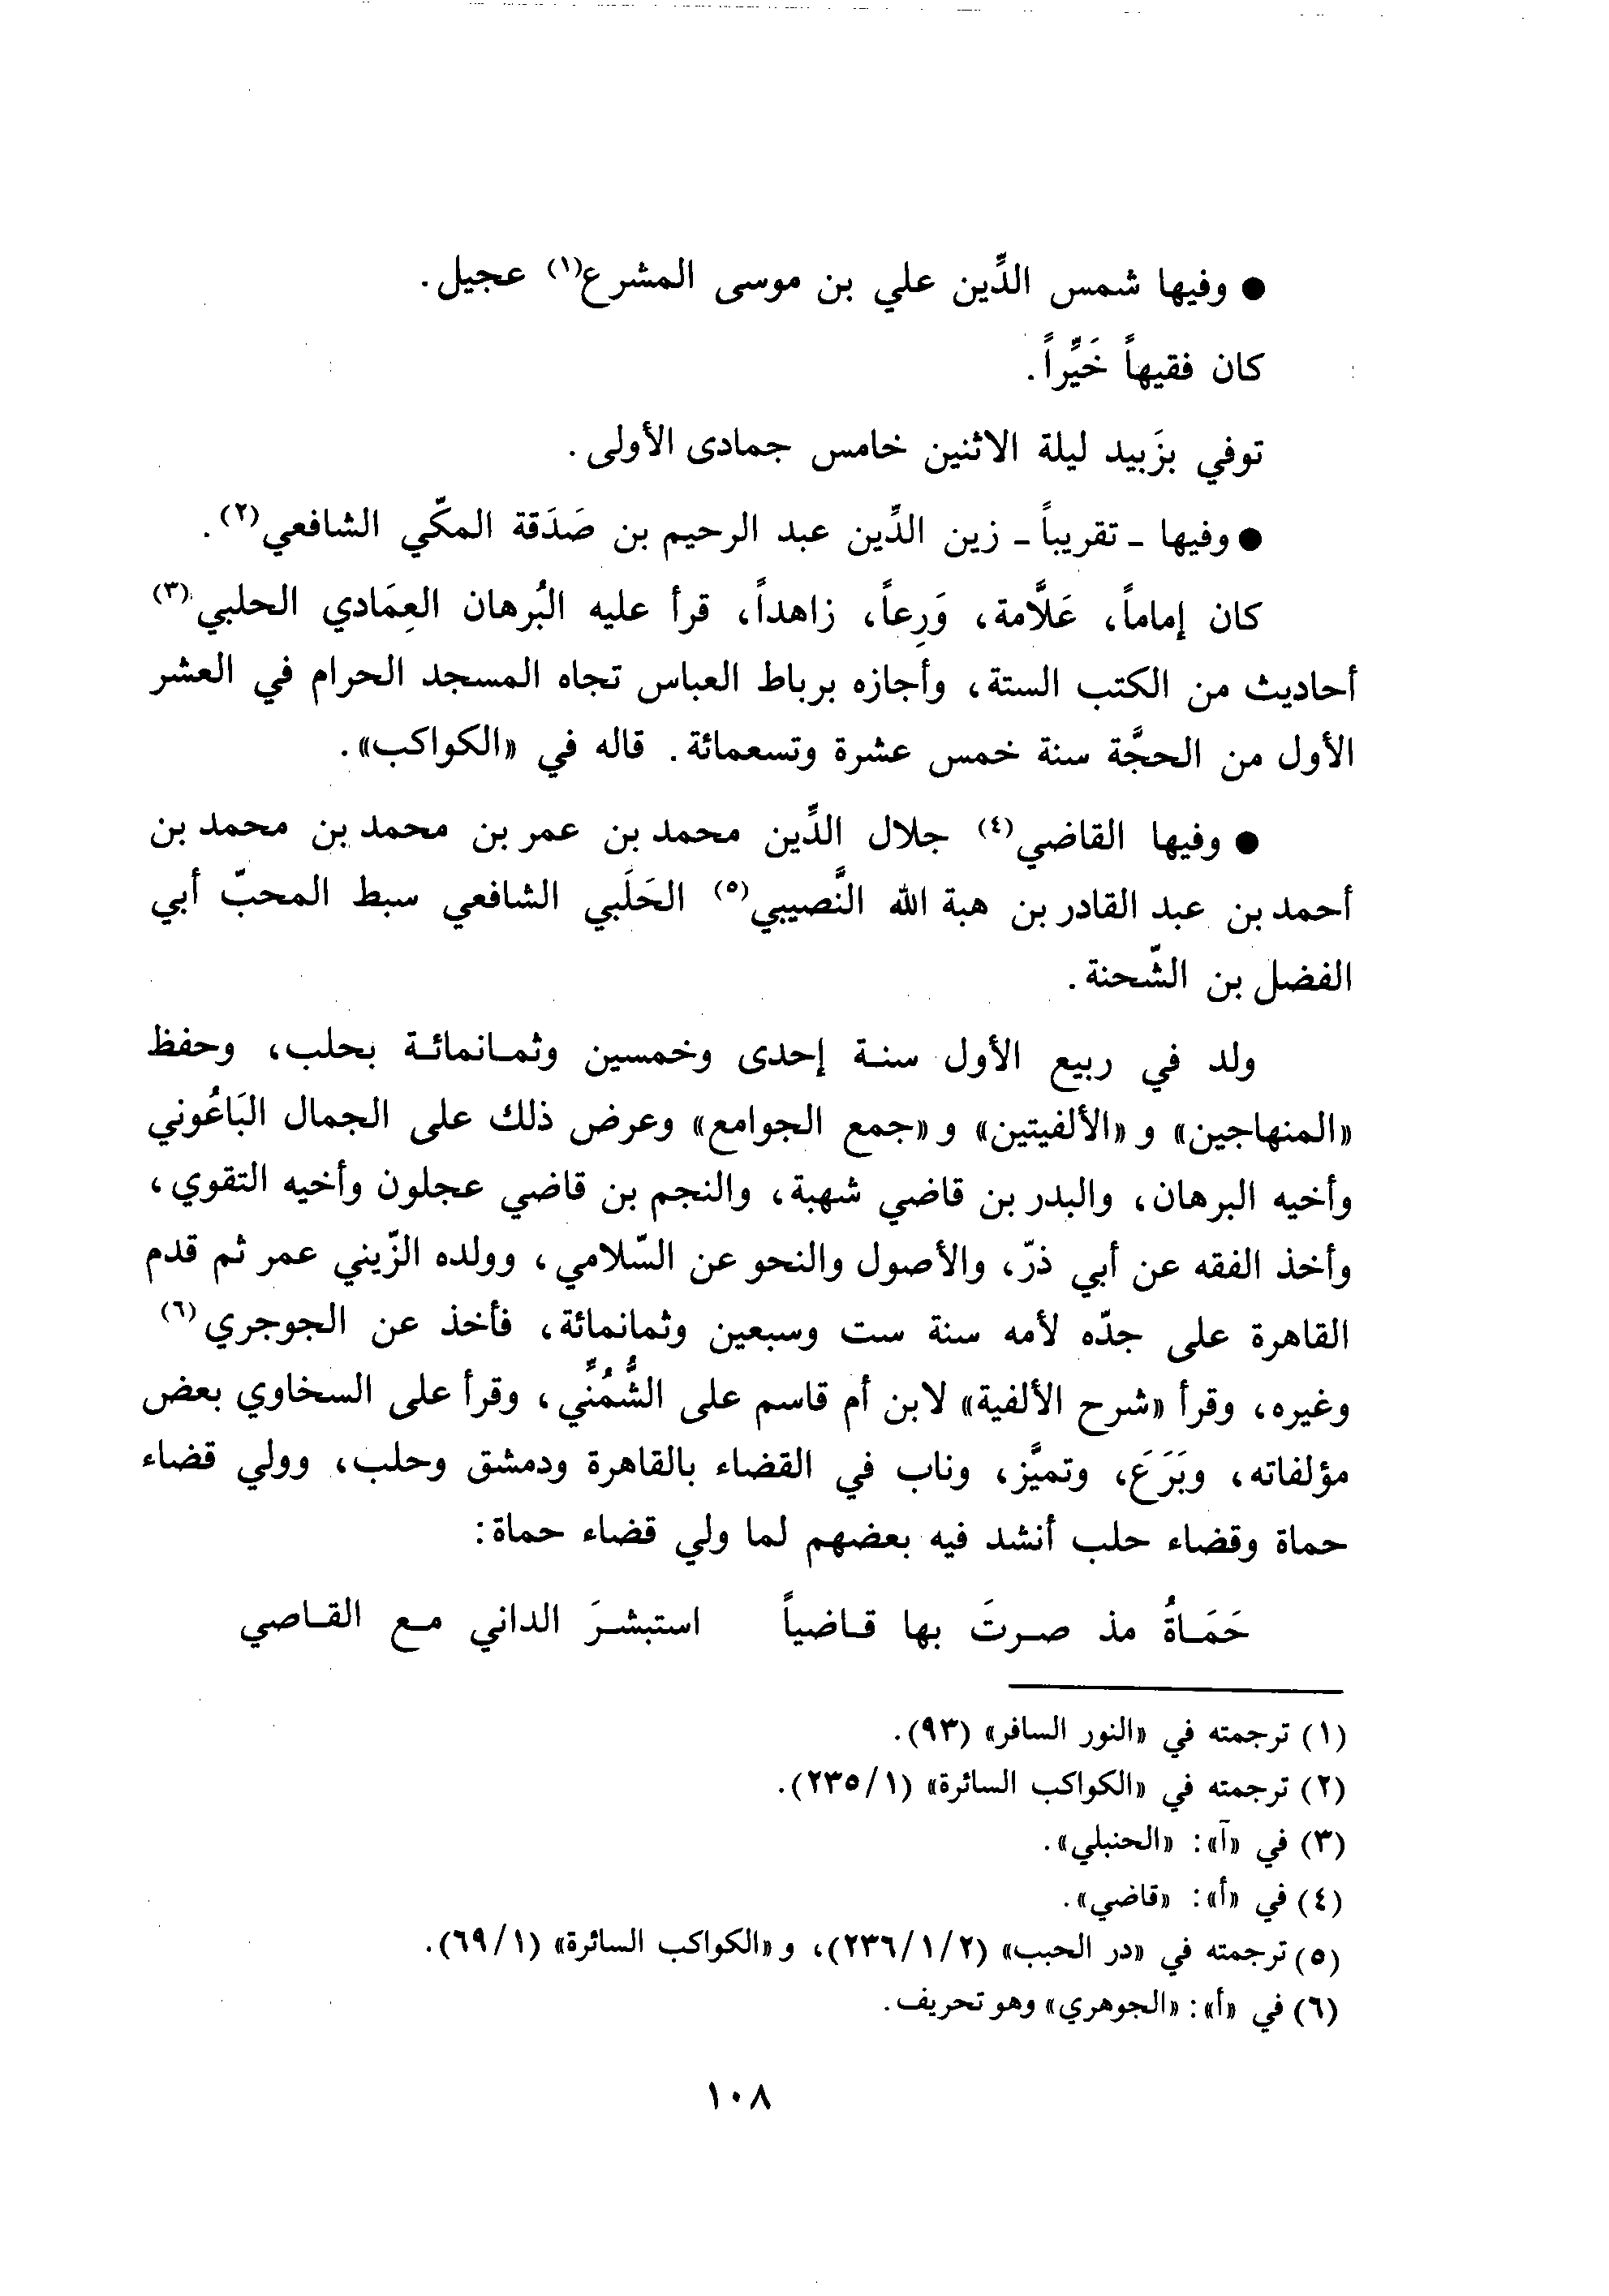 ● وفيها شمس الدِّين علي بن موسى المشرع(١) عجيل.
كان فقيهاً خَيِّراً.
توفي بزَبيد ليلة الاثنين خامس جمادى الأولى.
● وفيها ـ تقريباً ـ زين الدِّين عبد الرحيم بن صَدَقة المكّي الشافعي(٢).
كان إماماً، عَلاَّمة، وَرِعاً، زاهداً، قرأ عليه البُرهان العِمَادي الحلبي(٣)
أحاديث من الكتب الستة، وأجازه برباط العباس تجاه المسجد الحرام في العشر
الأول من الحجَّة سنة خمس عشرة وتسعمائة. قاله في «الكواكب».
● وفيها القاضي(٤) جلال الدِّين محمد بن عمر بن محمد بن محمد بن
أحمد بن عبد القادر بن هبة الله النَّصيبي(٥) الحَلَبي الشافعي سبط المحبّ أبي
الفضل بن الشّحنة.
ولد في ربيع الأول سنة إحدى وخمسين وثمانمائة بحلب، وحفظ
«المنهاجين» و«الألفيتين» و«جمع الجوامع» وعرض ذلك على الجمال البَاعُوني
وأخيه البرهان، والبدر بن قاضي شهبة، والنجم بن قاضي عجلون وأخيه التقوي،
وأخذ الفقه عن أبي ذرّ، والأصول والنحو عن السّلامي، وولده الزّيني عمر ثم قدم
القاهرة على جدّه لأمه سنة ست وسبعين وثمانمائة، فأخذ عن الجوجري(٦)
وغيره، وقرأ «شرح الألفية» لابن أم قاسم على الشُّمُنِّي، وقرأ على السخاوي بعض
مؤلفاته، وبَرَعَ، وتميَّز، وناب في القضاء بالقاهرة ودمشق وحلب، وولي قضاء
حماة وقضاء حلب أنشد فيه بعضهم لما ولي قضاء حماة:
حَمَاةُ مذ صرتَ بها قاضياً استبشرَ الداني مع القاصي
(١) ترجمته في «النور السافر» (٩٣).
(٢) ترجمته في «الكواكب السائرة» (٢٣٥/١).
(٣) في «آ»: «الحنبلي».
(٤) في «أ»: «قاضي».
(٥) ترجمته في «در الحبب» (٢٣٦/١/٢)، و«الكواكب السائرة» (٦٩/١).
(٦) في «أ»: «الجوهري» وهو تحريف.
١٠٨